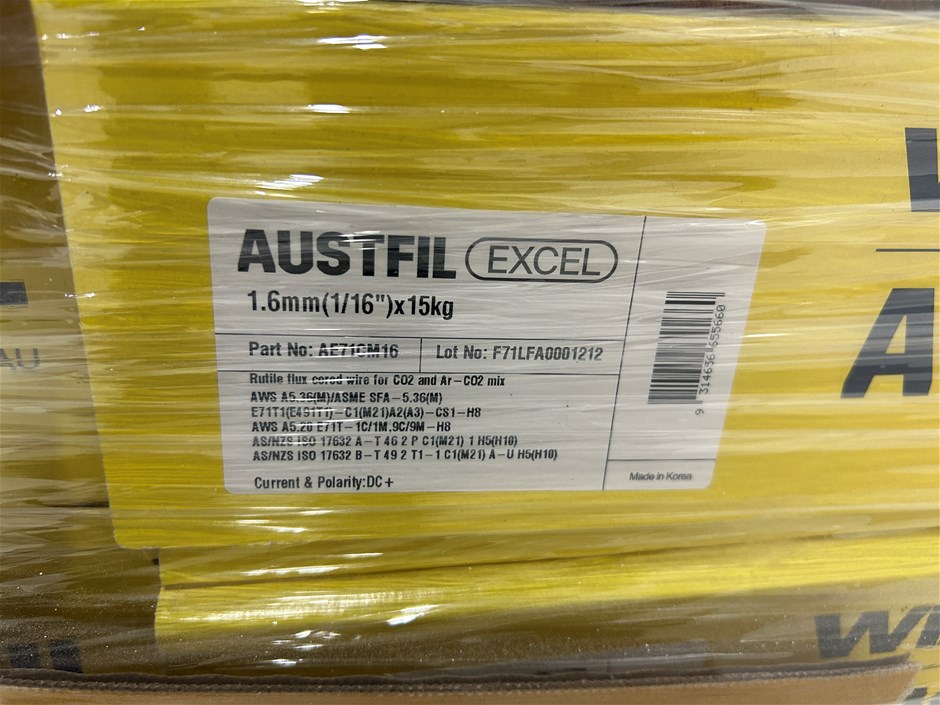 AUSTFIL EXCEL
1.6mm(1/16")x15kg
Part No: AE71CM16
Lot No: F71LFA0001212
Rutile flux cored wire for CO2 and Ar-CO2 mix
AWS A5.36(M)/ASME SFA-5.36(M)
E71T1(E491T1)-C1(M21)A2(A3)-CS1-H8
AWS A5.20 E71T-1C/1M,9C/9M-H8
AS/NZS ISO 17632 A-T 46 2 P C1(M21) 1 H5(H10)
AS/NZS ISO 17632 B-T 49 2 T1-1 C1(M21) A-U H5(H10)
Current & Polarity:DC+
Made in Korea
AU